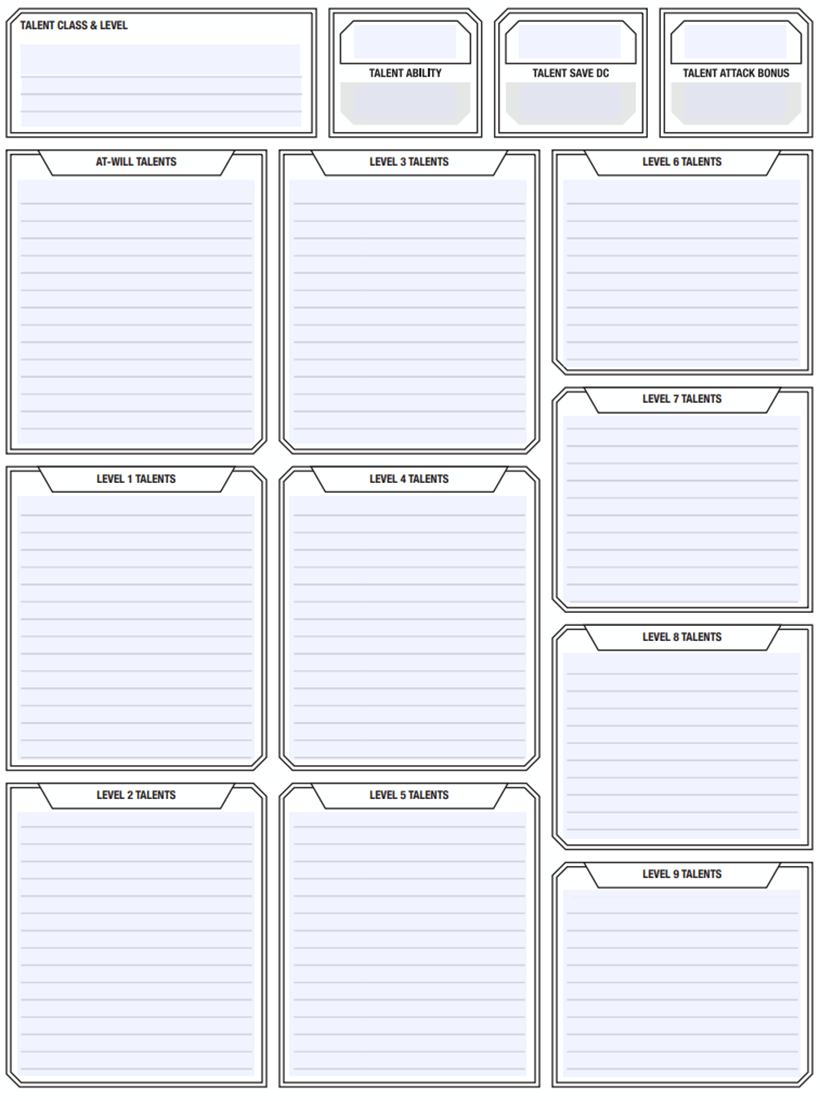 TALENT CLASS & LEVEL
TALENT ABILITY
TALENT SAVE DC
TALENT ATTACK BONUS
AT-WILL TALENTS
LEVEL 3 TALENTS
LEVEL 6 TALENTS
LEVEL 7 TALENTS
LEVEL 1 TALENTS
LEVEL 4 TALENTS
LEVEL 8 TALENTS
LEVEL 2 TALENTS
LEVEL 5 TALENTS
LEVEL 9 TALENTS